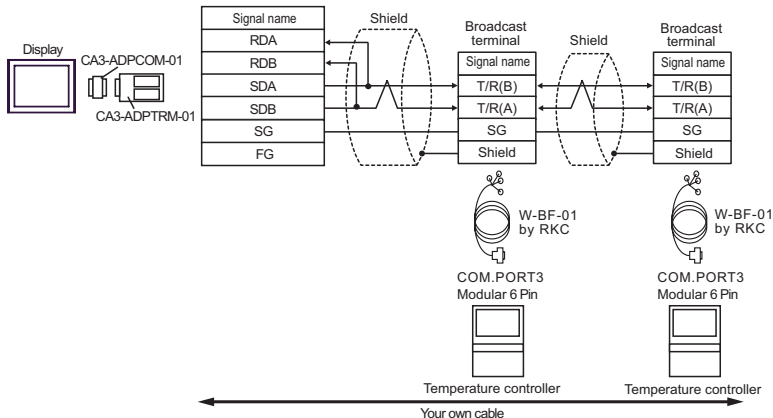 Display
CA3-ADPCOM-01
CA3-ADPTRM-01
Signal name
RDA
RDB
SDA
SDB
SG
FG
Shield
Broadcast
terminal
Signal name
T/R(B)
T/R(A)
SG
Shield
Shield
Broadcast
terminal
Signal name
T/R(B)
T/R(A)
SG
Shield
W-BF-01
by RKC
W-BF-01
by RKC
COM.PORT3
Modular 6 Pin
COM.PORT3
Modular 6 Pin
Temperature controller
Temperature controller
Your own cable